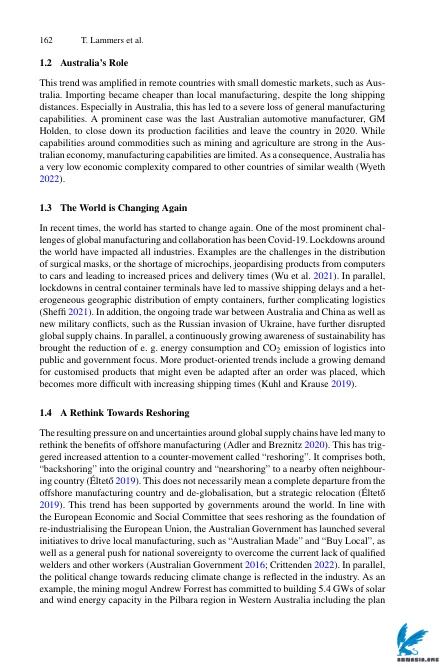 162 T. Lammers et al.
1.2 Australia's Role
This trend was amplified in remote countries with small domestic markets, such as Aus-
tralia. Importing became cheaper than local manufacturing, despite the long shipping
distances. Especially in Australia, this has led to a severe loss of general manufacturing
capabilities. A prominent case was the last Australian automotive manufacturer, GM
Holden, to close down its production facilities and leave the country in 2020. While
capabilities around commodities such as mining and agriculture are strong in the Aus-
tralian economy, manufacturing capabilities are limited. As a consequence, Australia has
a very low economic complexity compared to other countries of similar wealth (Wyeth
2022).
1.3 The World is Changing Again
In recent times, the world has started to change again. One of the most prominent chal-
lenges of global manufacturing and collaboration has been Covid-19. Lockdowns around
the world have impacted all industries. Examples are the challenges in the distribution
of surgical masks, or the shortage of microchips, jeopardising products from computers
to cars and leading to increased prices and delivery times (Wu et al. 2021). In parallel,
lockdowns in central container terminals have led to massive shipping delays and a het-
erogeneous geographic distribution of empty containers, further complicating logistics
(Sheffi 2021). In addition, the ongoing trade war between Australia and China as well as
new military conflicts, such as the Russian invasion of Ukraine, have further disrupted
global supply chains. In parallel, a continuously growing awareness of sustainability has
brought the reduction of e. g. energy consumption and CO₂ emission of logistics into
public and government focus. More product-oriented trends include a growing demand
for customised products that might even be adapted after an order was placed, which
becomes more difficult with increasing shipping times (Kuhl and Krause 2019).
1.4 A Rethink Towards Reshoring
The resulting pressure on and uncertainties around global supply chains have led many to
rethink the benefits of offshore manufacturing (Adler and Breznitz 2020). This has trig-
gered increased attention to a counter-movement called “reshoring”. It comprises both,
“backshoring” into the original country and “nearshoring” to a nearby often neighbour-
ing country (Éltető 2019). This does not necessarily mean a complete departure from the
offshore manufacturing country and de-globalisation, but a strategic relocation (Éltető
2019). This trend has been supported by governments around the world. In line with
the European Economic and Social Committee that sees reshoring as the foundation of
re-industrialising the European Union, the Australian Government has launched several
initiatives to drive local manufacturing, such as “Australian Made” and “Buy Local”, as
well as a general push for national sovereignty to overcome the current lack of qualified
welders and other workers (Australian Government 2016; Crittenden 2022). In parallel,
the political change towards reducing climate change is reflected in the industry. As an
example, the mining mogul Andrew Forrest has committed to building 5.4 GWs of solar
and wind energy capacity in the Pilbara region in Western Australia including the plan